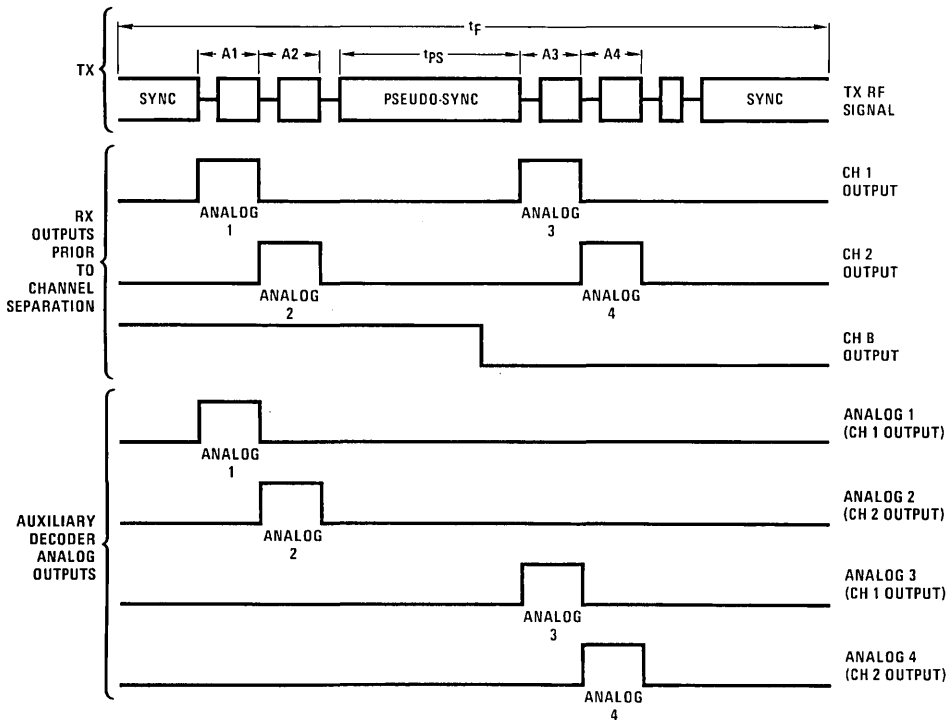 tF
A1
A2
tPS
A3
A4
TX
SYNC
PSEUDO-SYNC
SYNC
TX RF
SIGNAL
RX
OUTPUTS
PRIOR
TO
CHANNEL
SEPARATION
ANALOG
1
ANALOG
3
CH 1
OUTPUT
ANALOG
2
ANALOG
4
CH 2
OUTPUT
CH B
OUTPUT
AUXILIARY
DECODER
ANALOG
OUTPUTS
ANALOG
1
ANALOG 1
(CH 1 OUTPUT)
ANALOG
2
ANALOG 2
(CH 2 OUTPUT)
ANALOG
3
ANALOG 3
(CH 1 OUTPUT)
ANALOG
4
ANALOG 4
(CH 2 OUTPUT)